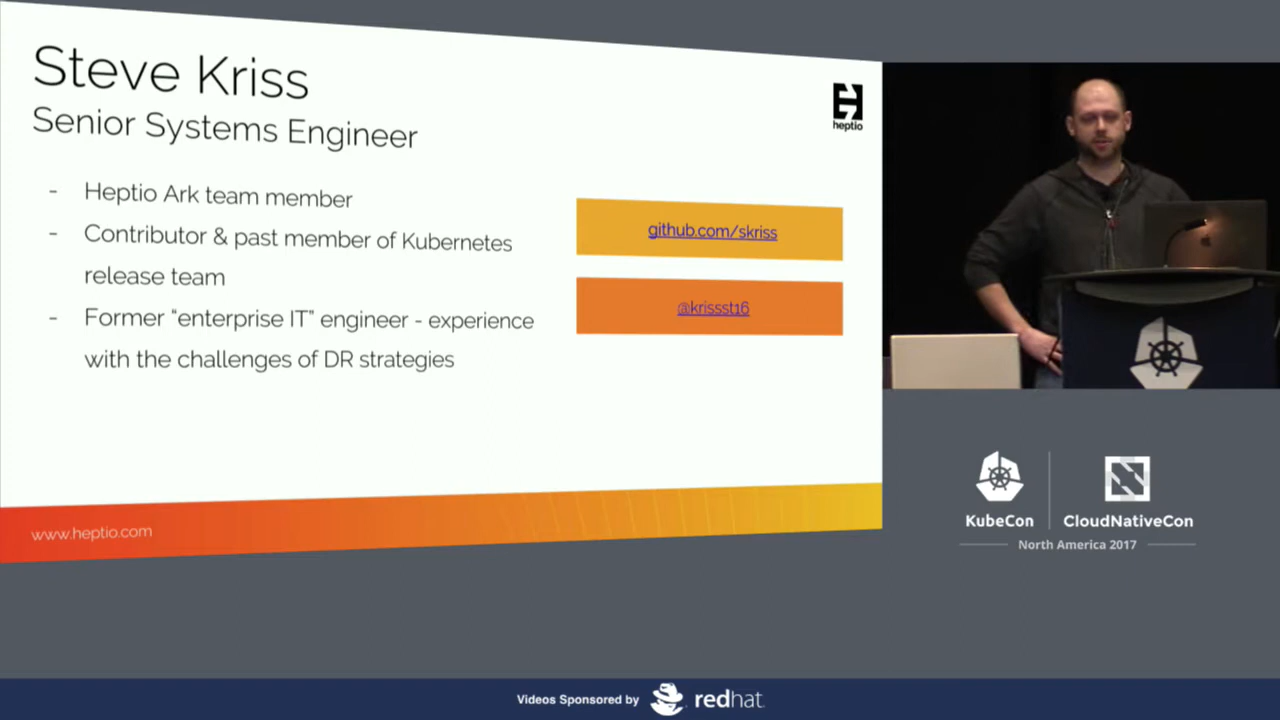 Steve Kriss
Senior Systems Engineer
heptio
- Heptio Ark team member
- Contributor & past member of Kubernetes
release team
- Former “enterprise IT” engineer - experience
with the challenges of DR strategies
github.com/skriss
@krissst16
www.heptio.com
KubeCon
CloudNativeCon
North America 2017
Videos Sponsored by
redhat